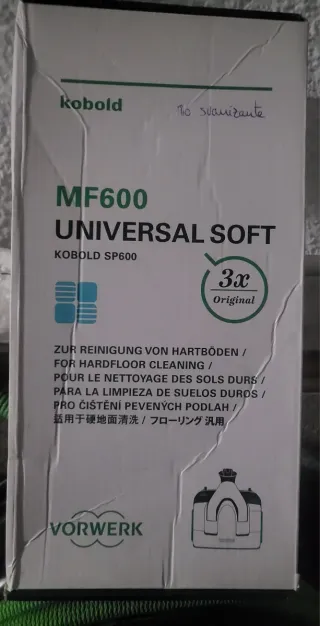 kobold
No suavizante
MF600
UNIVERSAL SOFT
KOBOLD SP600
3x
Original
ZUR REINIGUNG VON HARTBÖDEN /
FOR HARDFLOOR CLEANING /
POUR LE NETTOYAGE DES SOLS DURS /
PARA LA LIMPIEZA DE SUELOS DUROS /
PRO ČIŠTĚNÍ PEVENÝCH PODLAH /
适用于硬地面清洗 / フローリング 汎用
VORWERK